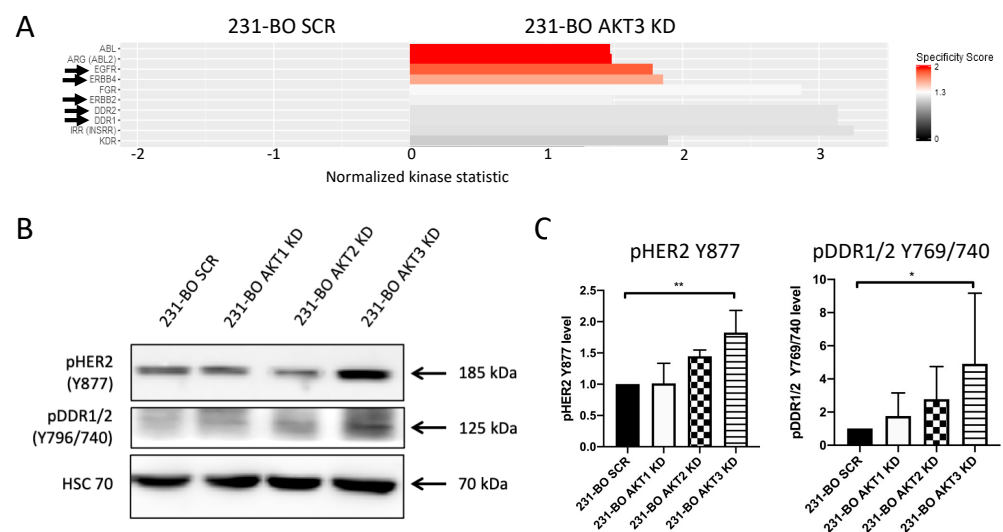 A
231-BO SCR
231-BO AKT3 KD
ABL
ARG (ABL2)
EGFR
ERBB4
FGR
ERBB2
DDR2
DDR1
IRR (INSRR)
KDR
-2
-1
0
1
2
3
Normalized kinase statistic
Specificity Score
2
1.3
0
B
231-BO SCR
231-BO AKT1 KD
231-BO AKT2 KD
231-BO AKT3 KD
pHER2
(Y877)
185 kDa
pDDR1/2
(Y796/740)
125 kDa
HSC 70
70 kDa
C
pHER2 Y877
pHER2 Y877 level
2.5
2.0
1.5
1.0
0.5
0.0
**
231-BO SCR
231-BO AKT1 KD
231-BO AKT2 KD
231-BO AKT3 KD
pDDR1/2 Y769/740
pDDR1/2 Y769/740 level
10
8
6
4
2
0
*
231-BO SCR
231-BO AKT1 KD
231-BO AKT2 KD
231-BO AKT3 KD